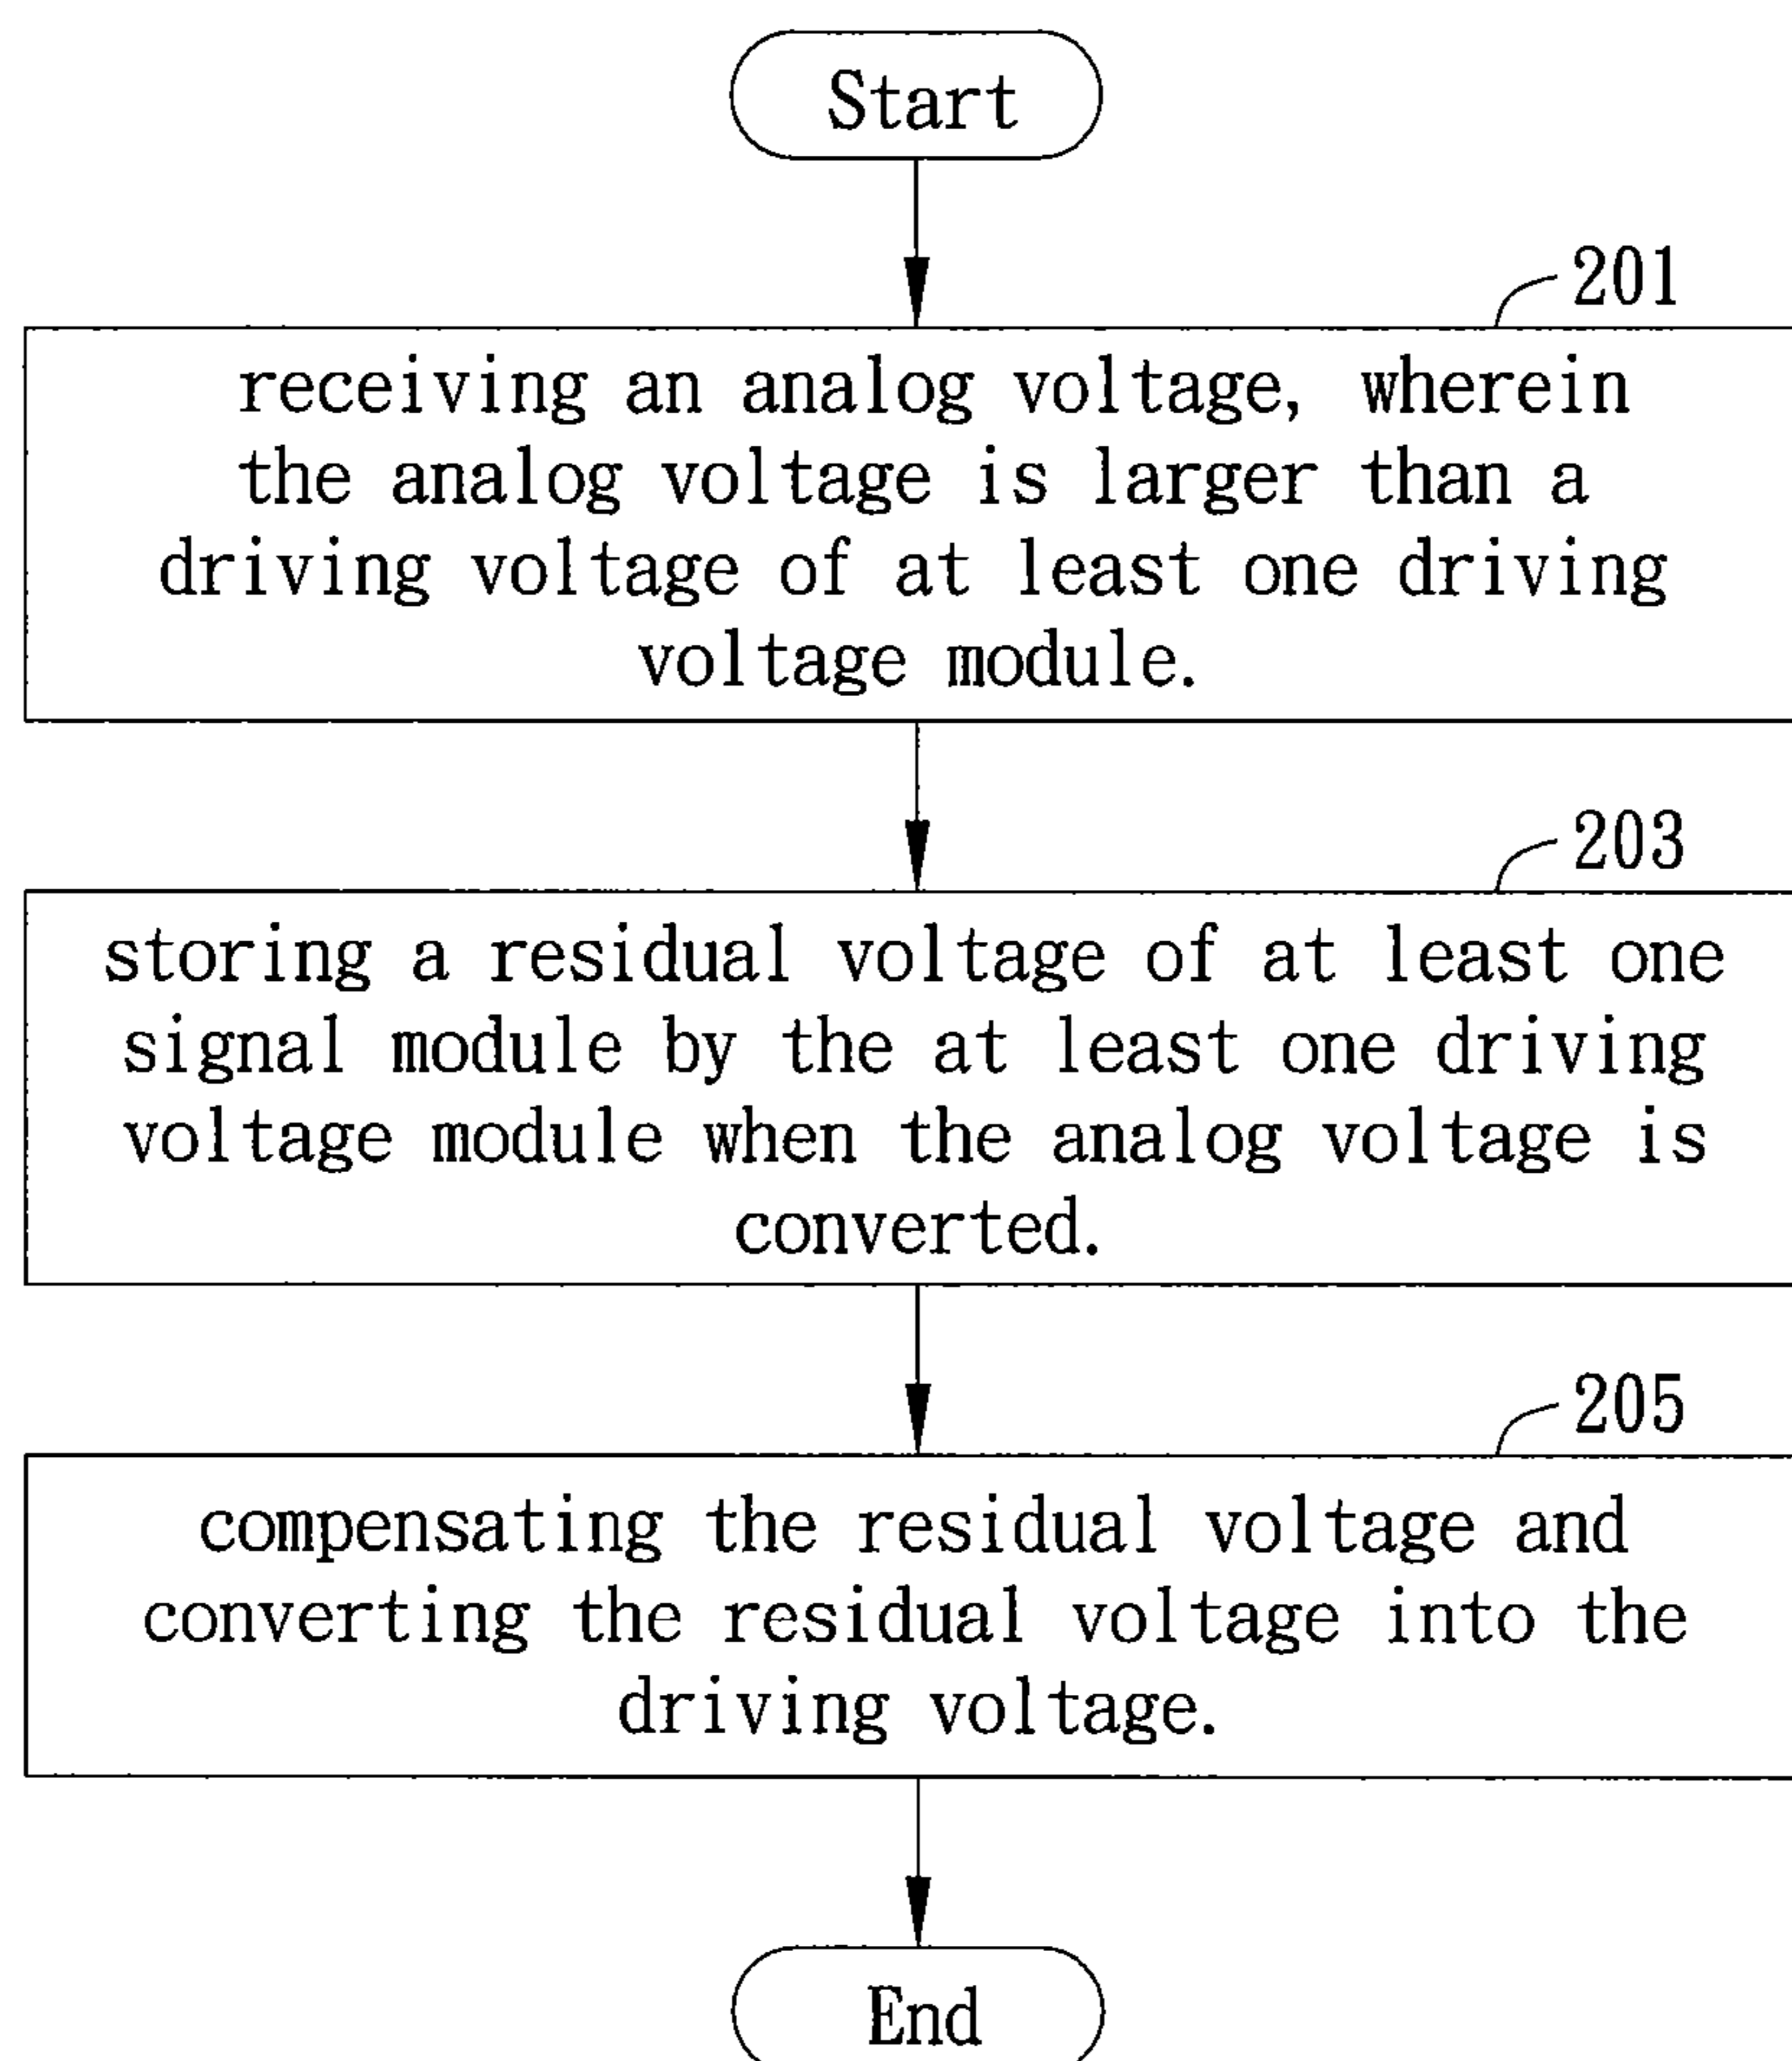 Start
201
receiving an analog voltage, wherein
the analog voltage is larger than a
driving voltage of at least one driving
voltage module.
203
storing a residual voltage of at least one
signal module by the at least one driving
voltage module when the analog voltage is
converted.
205
compensating the residual voltage and
converting the residual voltage into the
driving voltage.
End